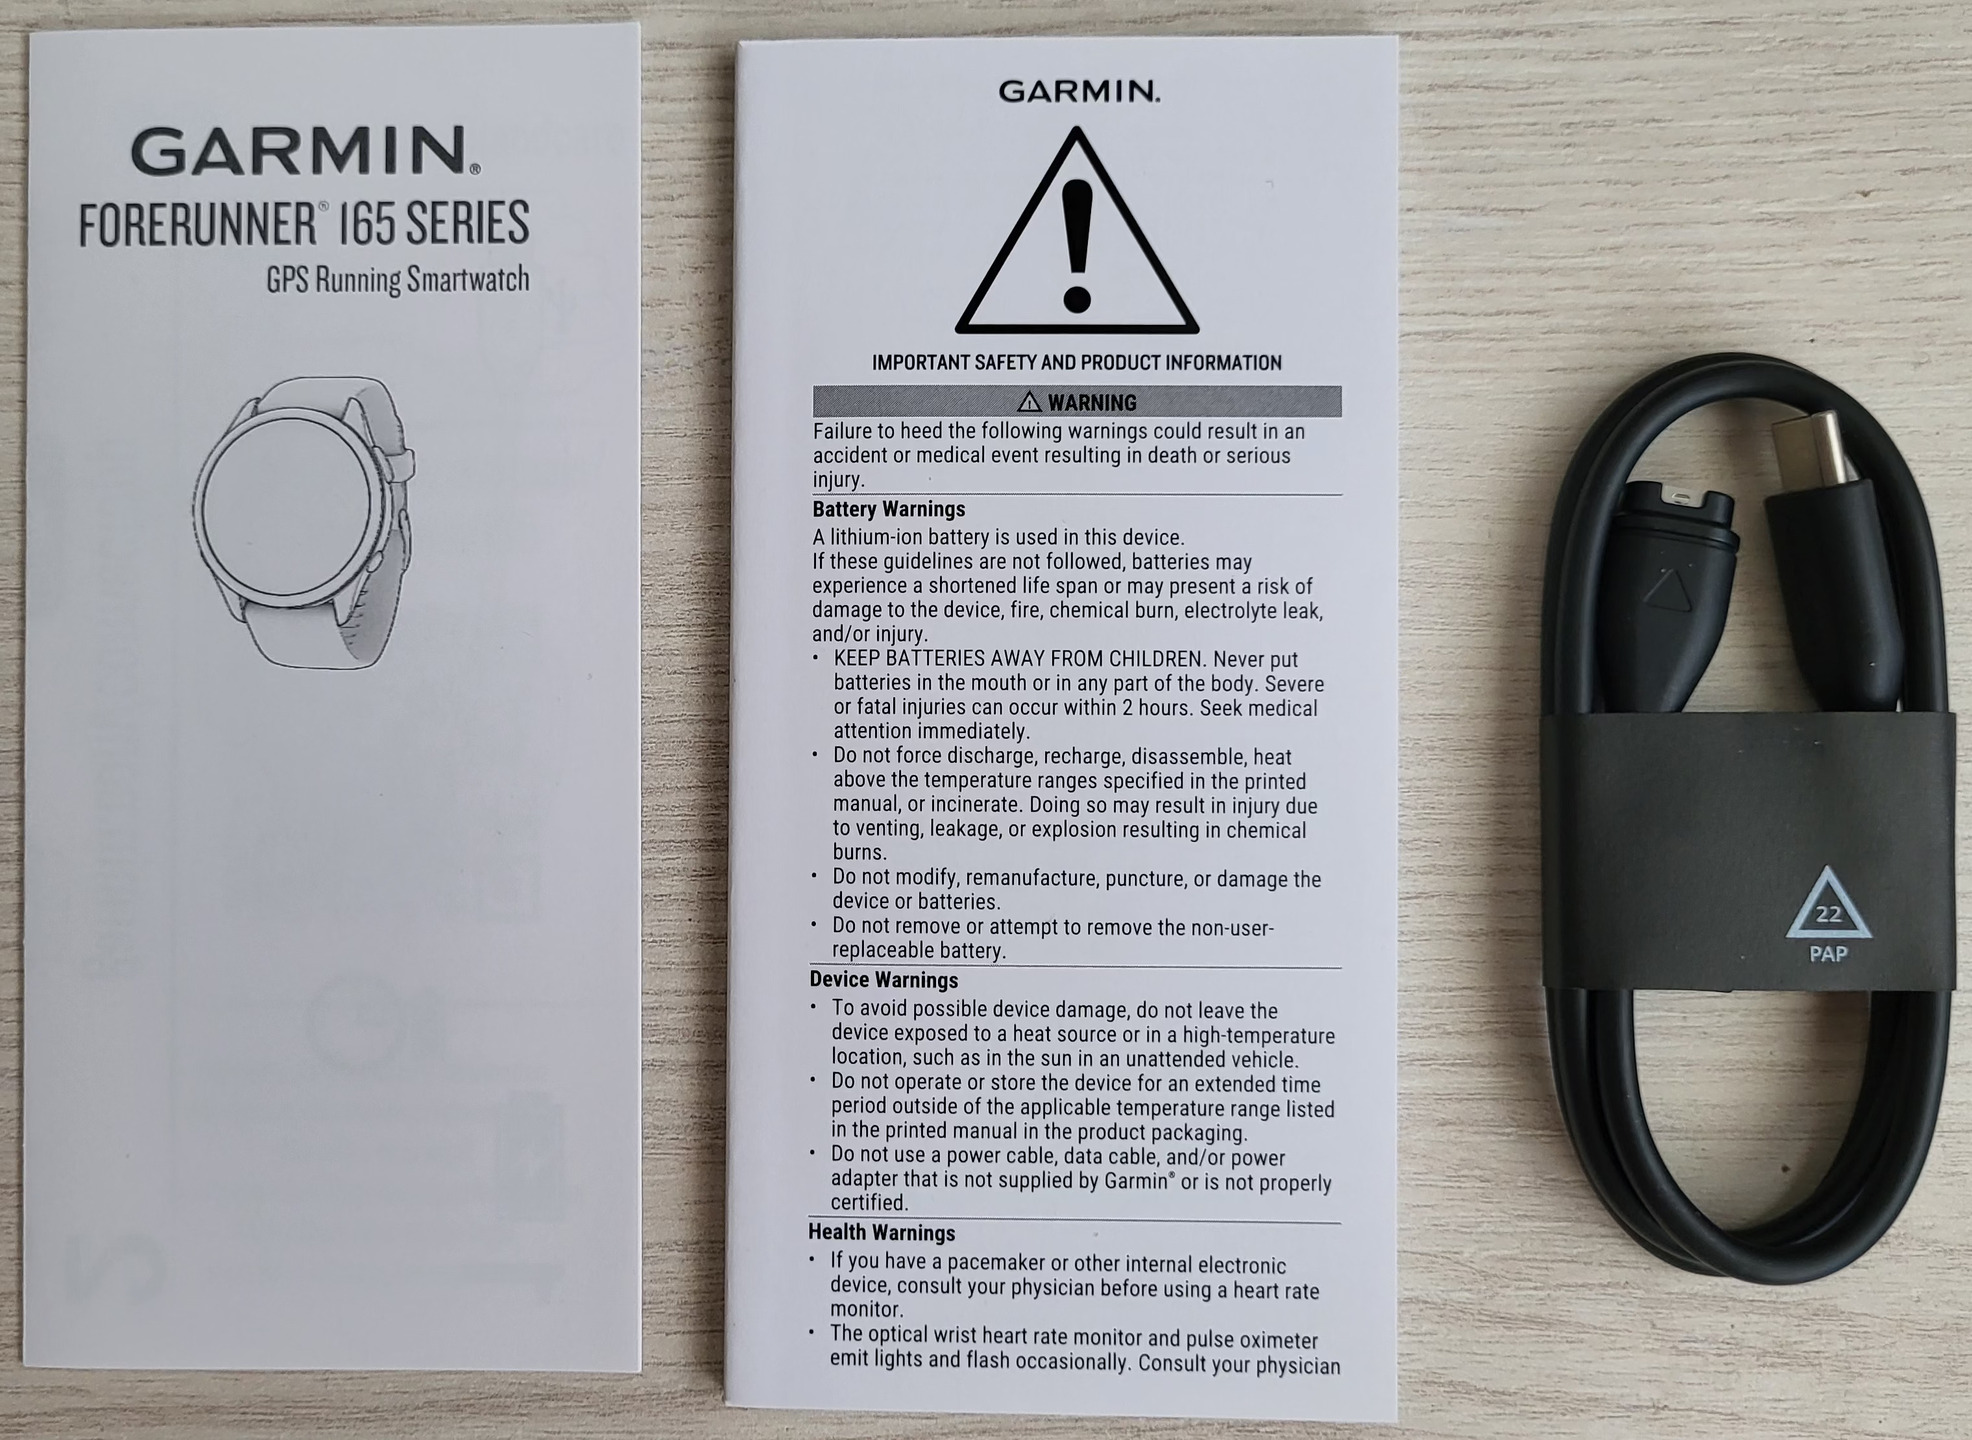 GARMIN®
FORERUNNER® 165 SERIES
GPS Running Smartwatch
GARMIN.
IMPORTANT SAFETY AND PRODUCT INFORMATION
⚠ WARNING
Failure to heed the following warnings could result in an
accident or medical event resulting in death or serious
injury.
Battery Warnings
A lithium-ion battery is used in this device.
If these guidelines are not followed, batteries may
experience a shortened life span or may present a risk of
damage to the device, fire, chemical burn, electrolyte leak,
and/or injury.
• KEEP BATTERIES AWAY FROM CHILDREN. Never put
batteries in the mouth or in any part of the body. Severe
or fatal injuries can occur within 2 hours. Seek medical
attention immediately.
• Do not force discharge, recharge, disassemble, heat
above the temperature ranges specified in the printed
manual, or incinerate. Doing so may result in injury due
to venting, leakage, or explosion resulting in chemical
burns.
• Do not modify, remanufacture, puncture, or damage the
device or batteries.
• Do not remove or attempt to remove the non-user-
replaceable battery.
Device Warnings
• To avoid possible device damage, do not leave the
device exposed to a heat source or in a high-temperature
location, such as in the sun in an unattended vehicle.
• Do not operate or store the device for an extended time
period outside of the applicable temperature range listed
in the printed manual in the product packaging.
• Do not use a power cable, data cable, and/or power
adapter that is not supplied by Garmin® or is not properly
certified.
Health Warnings
• If you have a pacemaker or other internal electronic
device, consult your physician before using a heart rate
monitor.
• The optical wrist heart rate monitor and pulse oximeter
emit lights and flash occasionally. Consult your physician
22
PAP